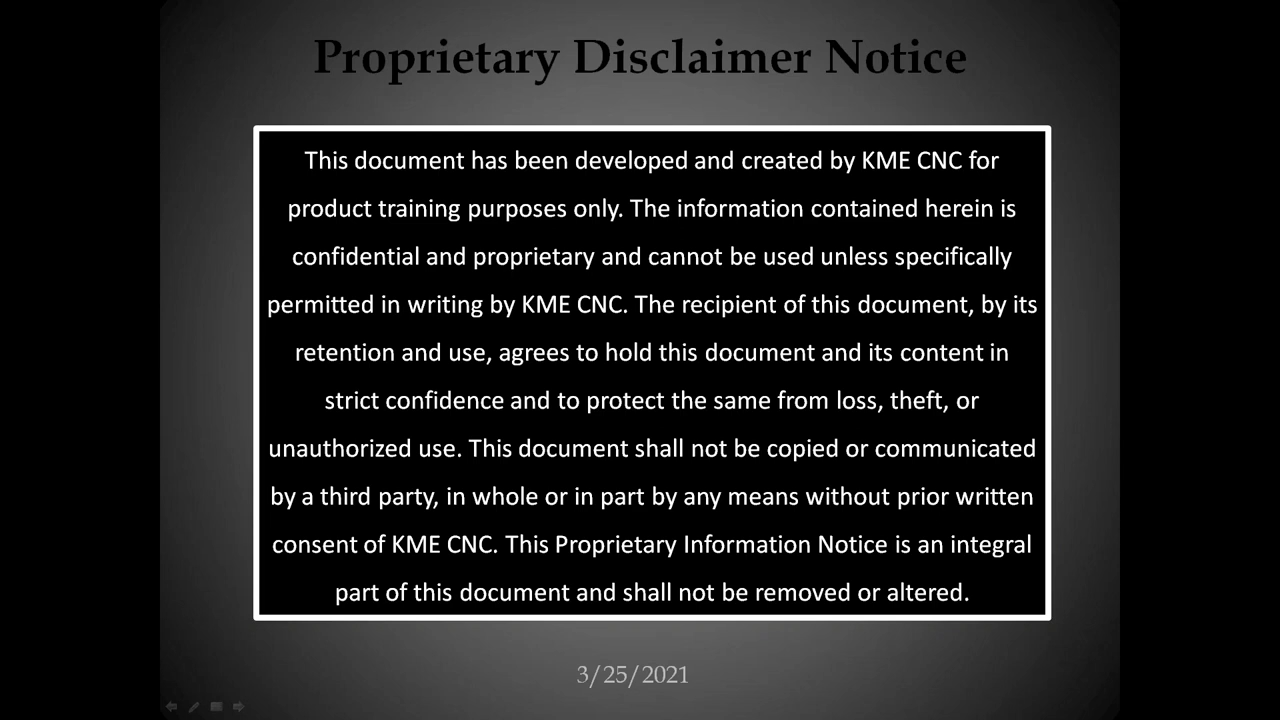 Proprietary Disclaimer Notice
This document has been developed and created by KME CNC for
product training purposes only. The information contained herein is
confidential and proprietary and cannot be used unless specifically
permitted in writing by KME CNC. The recipient of this document, by its
retention and use, agrees to hold this document and its content in
strict confidence and to protect the same from loss, theft, or
unauthorized use. This document shall not be copied or communicated
by a third party, in whole or in part by any means without prior written
consent of KME CNC. This Proprietary Information Notice is an integral
part of this document and shall not be removed or altered.
3/25/2021